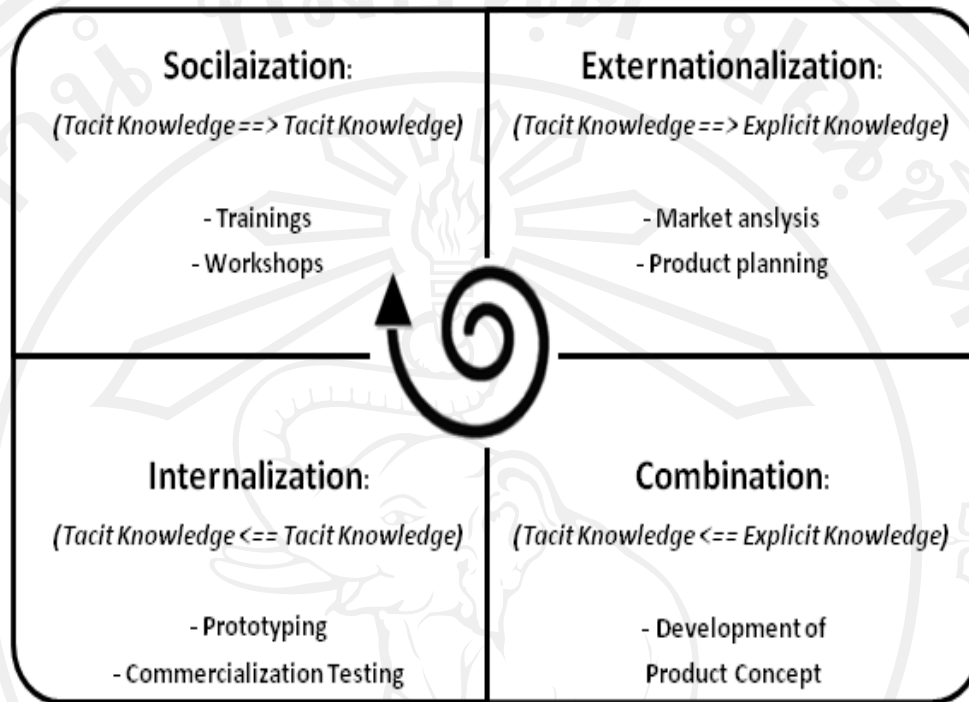 Socilaization:
(Tacit Knowledge ==> Tacit Knowledge)
- Trainings
- Workshops
Externationalization:
(Tacit Knowledge ==> Explicit Knowledge)
- Market anslysis
- Product planning
Internalization:
(Tacit Knowledge <== Tacit Knowledge)
- Prototyping
- Commercialization Testing
Combination:
(Tacit Knowledge <== Explicit Knowledge)
- Development of
Product Concept